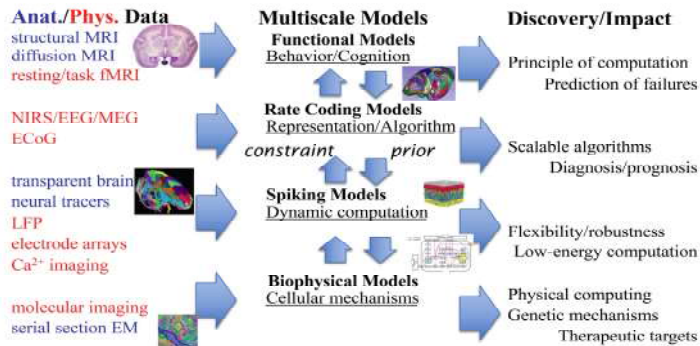 Anat./Phys. Data
structural MRI
diffusion MRI
resting/task fMRI
NIRS/EEG/MEG
ECoG
transparent brain
neural tracers
LFP
electrode arrays
Ca²⁺ imaging
molecular imaging
serial section EM
Multiscale Models
Functional Models
Behavior/Cognition
Rate Coding Models
Representation/Algorithm
constraint prior
Spiking Models
Dynamic computation
Biophysical Models
Cellular mechanisms
Discovery/Impact
Principle of computation
Prediction of failures
Scalable algorithms
Diagnosis/prognosis
Flexibility/robustness
Low-energy computation
Physical computing
Genetic mechanisms
Therapeutic targets